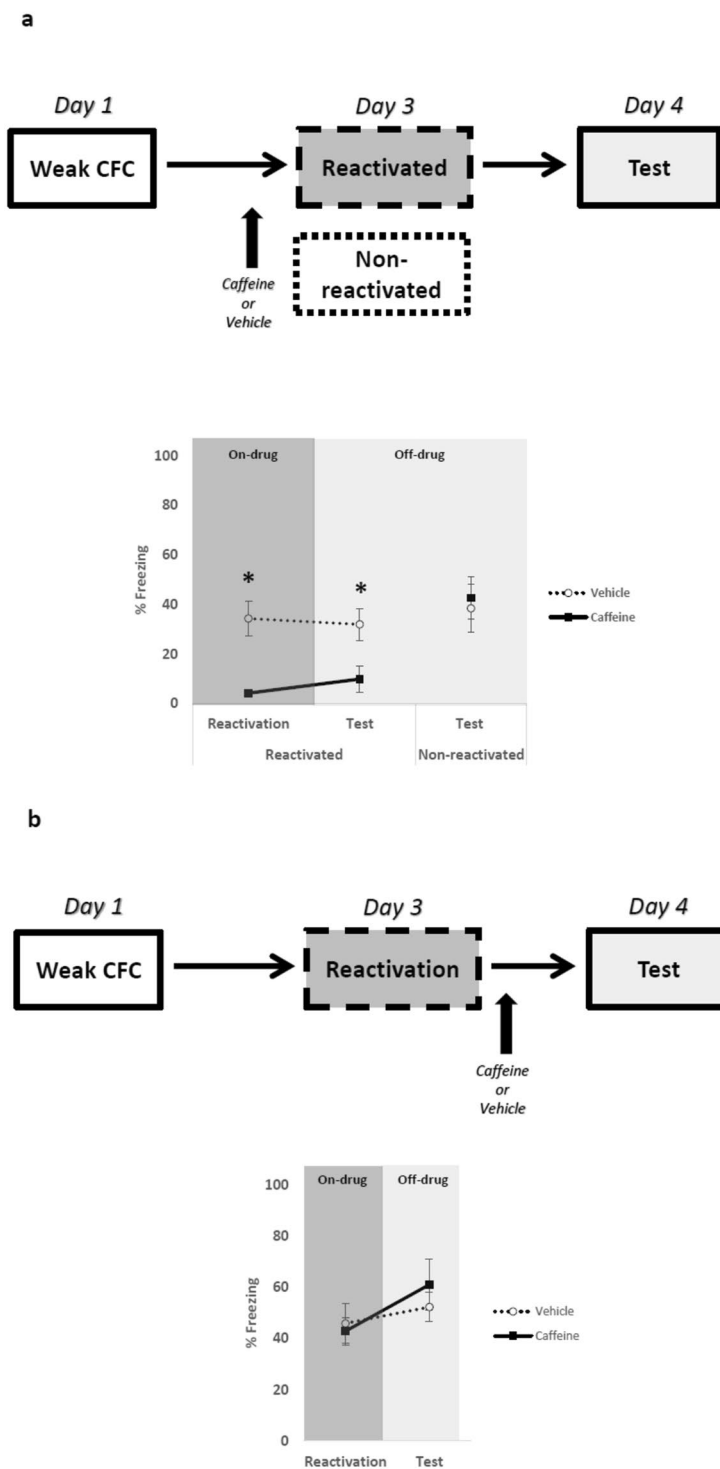 a
Day 1
Day 3
Day 4
Weak CFC
Reactivated
Test
Caffeine
or
Vehicle
Non-
reactivated
100
80
60
40
20
0
% Freezing
On-drug
Off-drug
*
*
Vehicle
Caffeine
Reactivation
Test
Test
Reactivated
Non-reactivated
b
Day 1
Day 3
Day 4
Weak CFC
Reactivation
Test
Caffeine
or
Vehicle
100
80
60
40
20
0
% Freezing
On-drug
Off-drug
Vehicle
Caffeine
Reactivation
Test